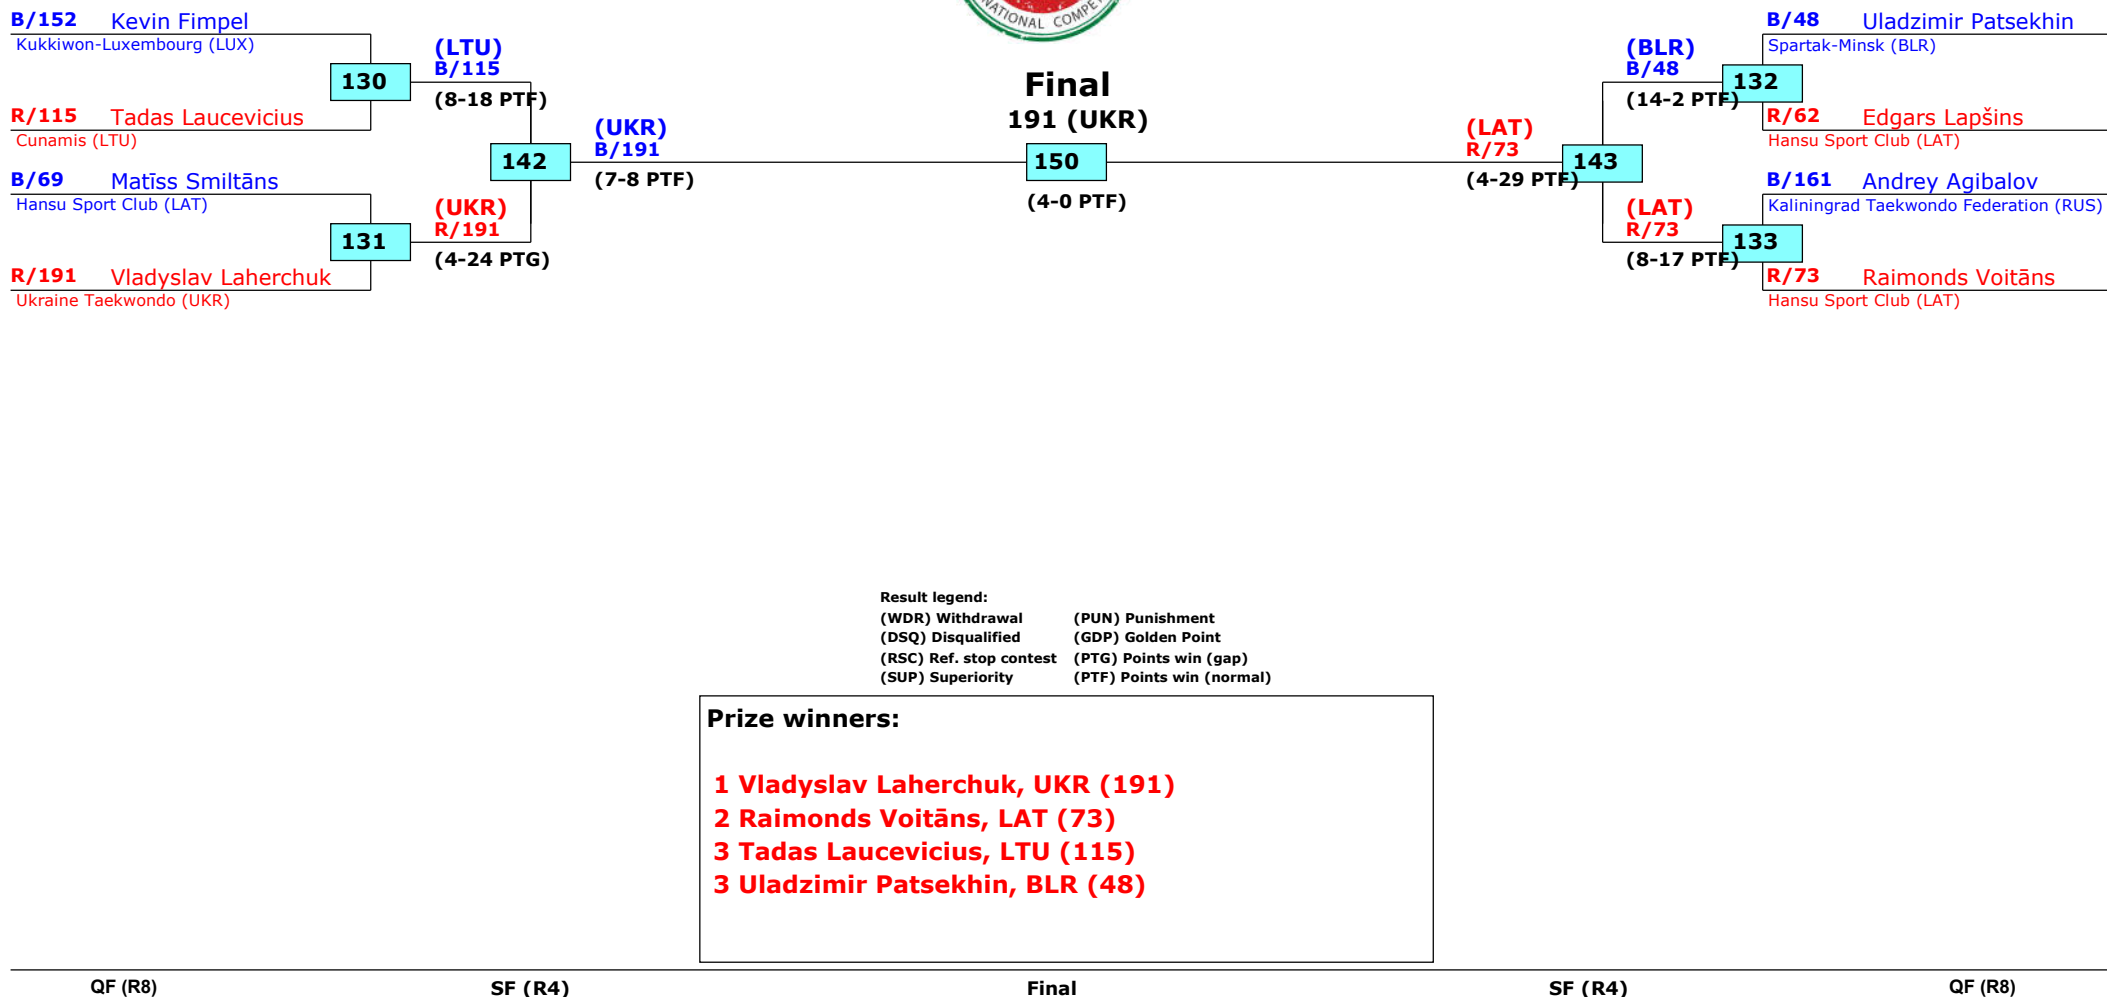 NATIONAL COMPE
B/152 Kevin Fimpel
Kukkiwon-Luxembourg (LUX)
130
R/115 Tadas Laucevicius
Cunamis (LTU)
B/69 Matīss Smiltāns
Hansu Sport Club (LAT)
131
R/191 Vladyslav Laherchuk
Ukraine Taekwondo (UKR)
(LTU)
B/115
(8-18 PTF)
142
(UKR)
R/191
(4-24 PTG)
(UKR)
B/191
(7-8 PTF)
Final
191 (UKR)
150
(4-0 PTF)
(LAT)
R/73
(4-29 PTF)
143
(BLR)
B/48
(14-2 PTF)
(LAT)
R/73
(8-17 PTF)
B/48 Uladzimir Patsekhin
Spartak-Minsk (BLR)
132
R/62 Edgars Lapšins
Hansu Sport Club (LAT)
B/161 Andrey Agibalov
Kaliningrad Taekwondo Federation (RUS)
133
R/73 Raimonds Voitāns
Hansu Sport Club (LAT)
Result legend:
(WDR) Withdrawal (PUN) Punishment
(DSQ) Disqualified (GDP) Golden Point
(RSC) Ref. stop contest (PTG) Points win (gap)
(SUP) Superiority (PTF) Points win (normal)
Prize winners:
1 Vladyslav Laherchuk, UKR (191)
2 Raimonds Voitāns, LAT (73)
3 Tadas Laucevicius, LTU (115)
3 Uladzimir Patsekhin, BLR (48)
QF (R8) SF (R4) Final SF (R4) QF (R8)